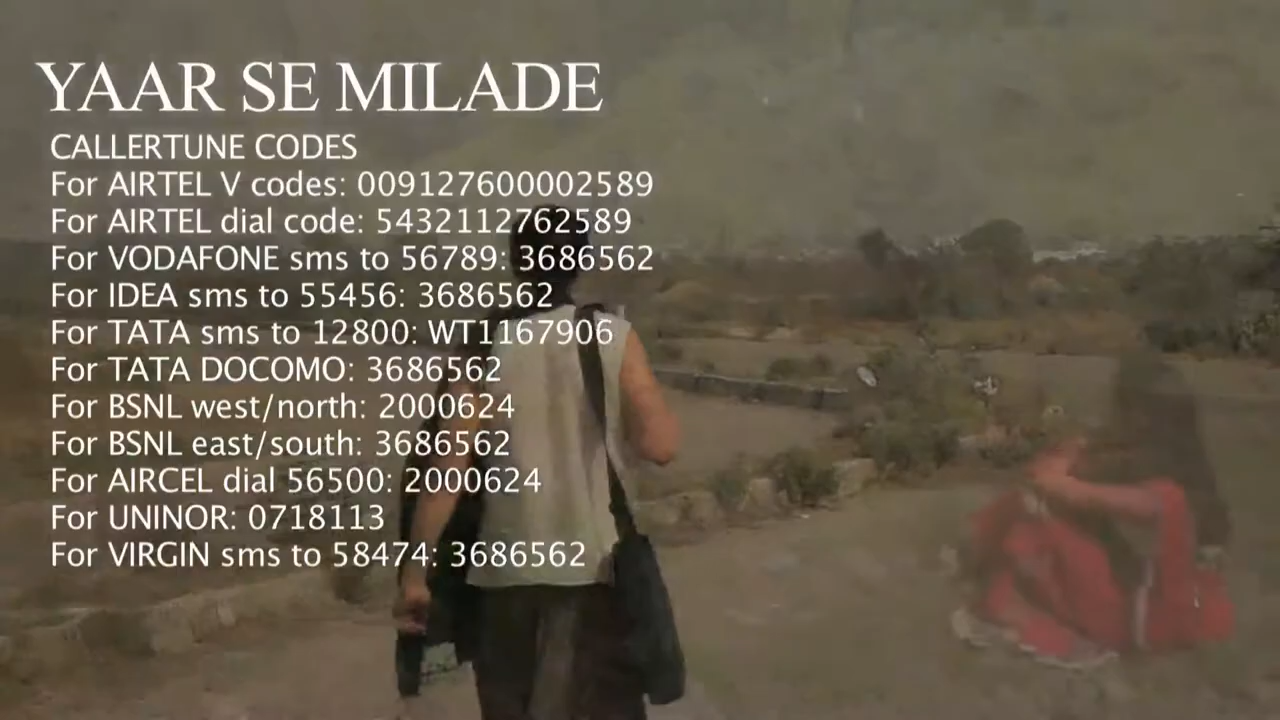 YAAR SE MILADE
CALLERTUNE CODES
For AIRTEL V codes: 009127600002589
For AIRTEL dial code: 5432112762589
For VODAFONE sms to 56789: 3686562
For IDEA sms to 55456: 3686562
For TATA sms to 12800: WT1167906
For TATA DOCOMO: 3686562
For BSNL west/north: 2000624
For BSNL east/south: 3686562
For AIRCEL dial 56500: 2000624
For UNINOR: 0718113
For VIRGIN sms to 58474: 3686562